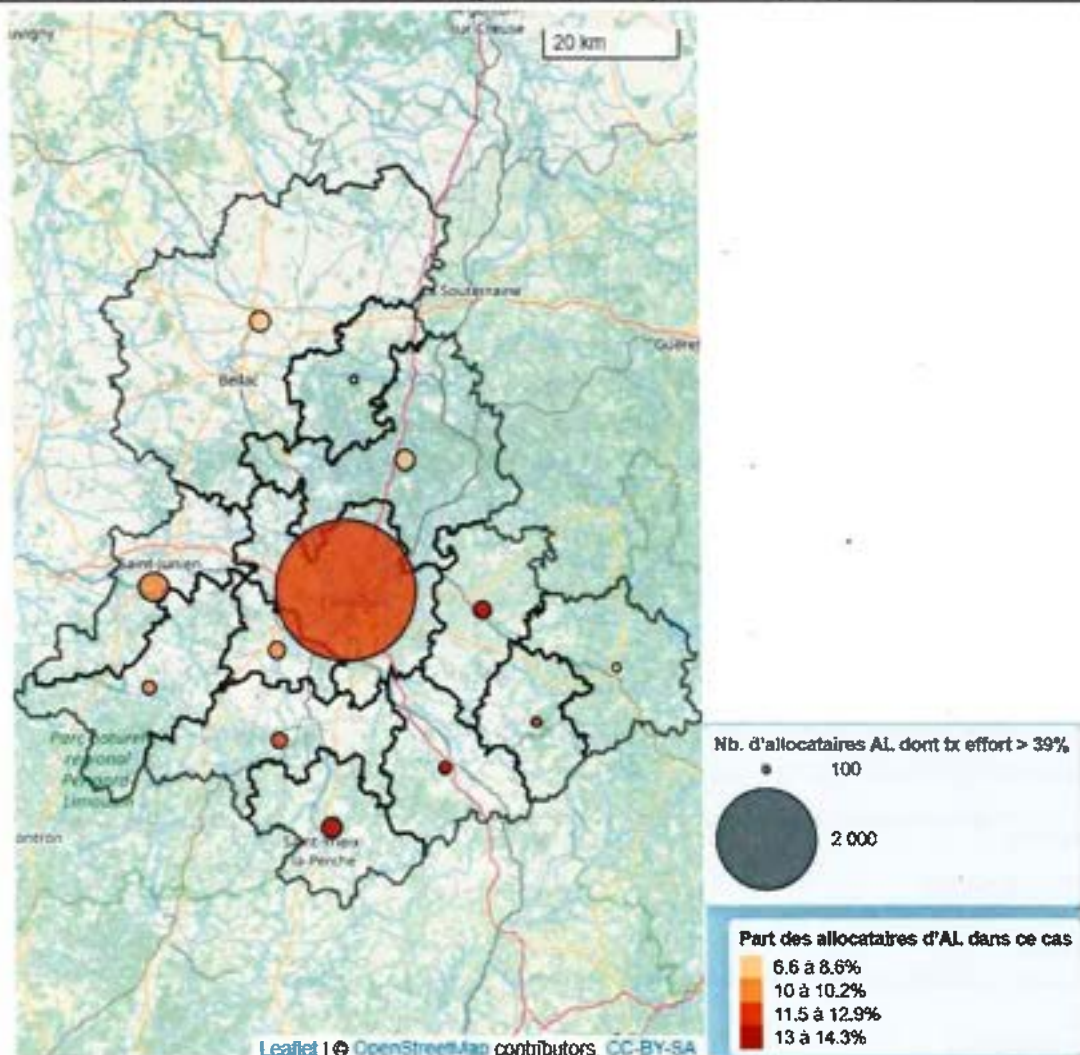 20 km
Souterraine
Guéret
Bellac
Saint-Junien
Parc naturel
régional
Périgord
Limousin
Saint-Yrieix
la-Perche
Nb. d'allocataires AL dont tx effort > 39%
100
2 000
Part des allocataires d'AL dans ce cas
6.6 à 8.6%
10 à 10.2%
11.5 à 12.9%
13 à 14.3%
Leaflet | © OpenStreetMap contributors, CC-BY-SA